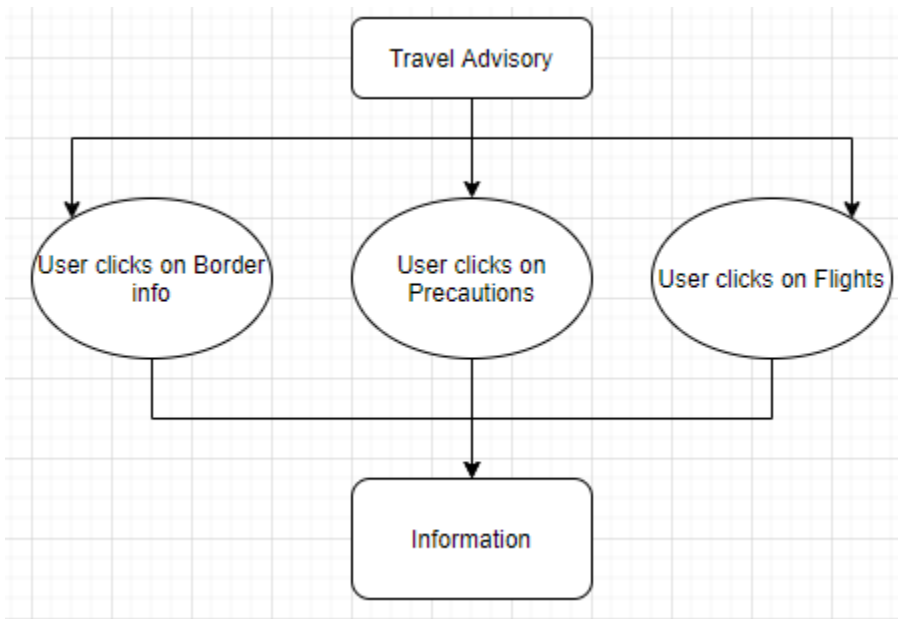 Travel Advisory
User clicks on Border
info
User clicks on
Precautions
User clicks on Flights
Information